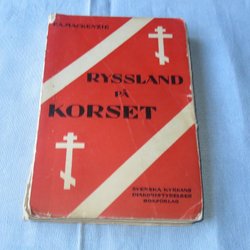 F.A. MACKENZIE
RYSSLAND
PÅ
KORSET
SVENSKA KYRKANS
DIAKONISTYRELSES
BOKFÖRLAG